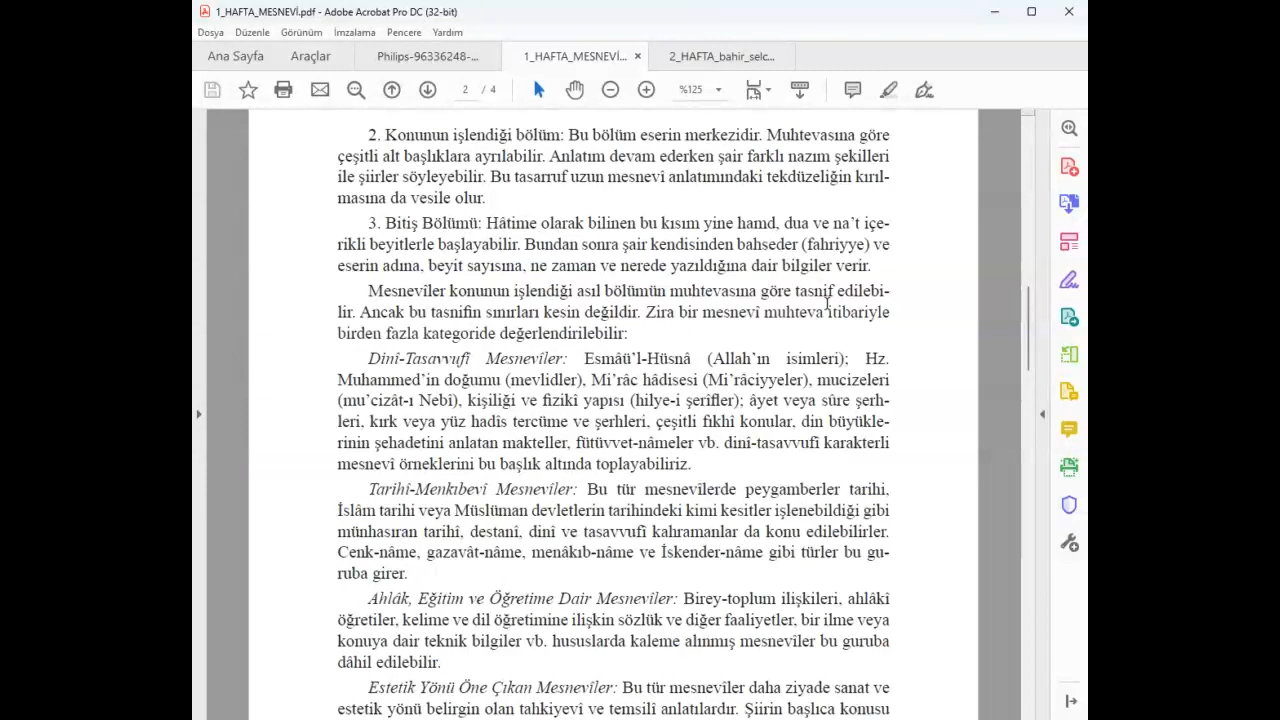 1_HAFTA_MESNEVİ.pdf - Adobe Acrobat Pro DC (32-bit)
Dosya Düzenle Görünüm İmzalama Pencere Yardım
Ana Sayfa Araçlar Philips-96336248-... 1_HAFTA_MESNEVİ... × 2_HAFTA_bahir_selc...
2 / 4 %125
2. Konunun işlendiği bölüm: Bu bölüm eserin merkezidir. Muhtevasına göre
çeşitli alt başlıklara ayrılabilir. Anlatım devam ederken şair farklı nazım şekilleri
ile şiirler söyleyebilir. Bu tasarruf uzun mesnevî anlatımındaki tekdüzeliğin kırıl-
masına da vesile olur.
3. Bitiş Bölümü: Hâtime olarak bilinen bu kısım yine hamd, dua ve na’t içe-
rikli beyitlerle başlayabilir. Bundan sonra şair kendisinden bahseder (fahriyye) ve
eserin adına, beyit sayısına, ne zaman ve nerede yazıldığına dair bilgiler verir.
Mesnevîler konunun işlendiği asıl bölümün muhtevasına göre tasnif edilebi-
lir. Ancak bu tasnifin sınırları kesin değildir. Zira bir mesnevî muhteva itibariyle
birden fazla kategoride değerlendirilebilir:
Dinî-Tasavvufî Mesnevîler: Esmâü’l-Hüsnâ (Allah’ın isimleri); Hz.
Muhammed’in doğumu (mevlidler), Mi’râc hâdisesi (Mi’râciyyeler), mucizeleri
(mu’cizât-ı Nebî), kişiliği ve fizikî yapısı (hilye-i şerîfler); âyet veya sûre şerh-
leri, kırk veya yüz hadîs tercüme ve şerhleri, çeşitli fıkhî konular, din büyükle-
rinin şehadetini anlatan makteller, fütüvvet-nâmeler vb. dinî-tasavvufî karakterli
mesnevî örneklerini bu başlık altında toplayabiliriz.
Tarihî-Menkıbevî Mesnevîler: Bu tür mesnevîlerde peygamberler tarihi,
İslâm tarihi veya Müslüman devletlerin tarihindeki kimi kesitler işlenebildiği gibi
münhasıran tarihî, destanî, dinî ve tasavvufî kahramanlar da konu edilebilirler.
Cenk-nâme, gazavât-nâme, menâkıb-nâme ve İskender-nâme gibi türler bu gu-
ruba girer.
Ahlâk, Eğitim ve Öğretime Dair Mesnevîler: Birey-toplum ilişkileri, ahlâkî
öğretiler, kelime ve dil öğretimine ilişkin sözlük ve diğer faaliyetler, bir ilme veya
konuya dair teknik bilgiler vb. hususlarda kaleme alınmış mesnevîler bu guruba
dâhil edilebilir.
Estetik Yönü Öne Çıkan Mesnevîler: Bu tür mesnevîler daha ziyade sanat ve
estetik yönü belirgin olan tahkiyevî ve temsilî anlatılardır. Şiirin başlıca konusu